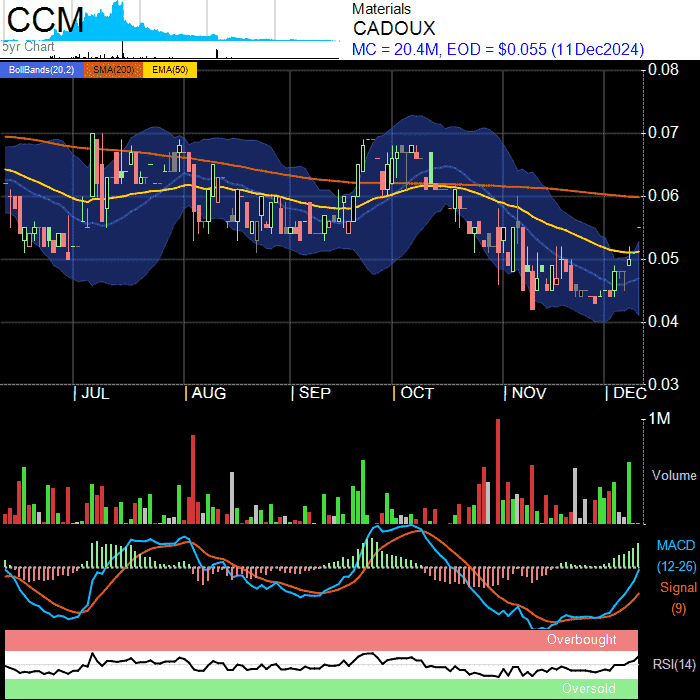 CCM
5yr Chart
Materials
CADOUX
MC = 20.4M, EOD = $0.055 (11Dec2024)
BollBands(20,2) SMA(200) EMA(50)
0.08
0.07
0.06
0.05
0.04
0.03
JUL AUG SEP OCT NOV DEC
1M
Volume
MACD
(12-26)
Signal
(9)
Overbought
RSI(14)
Oversold